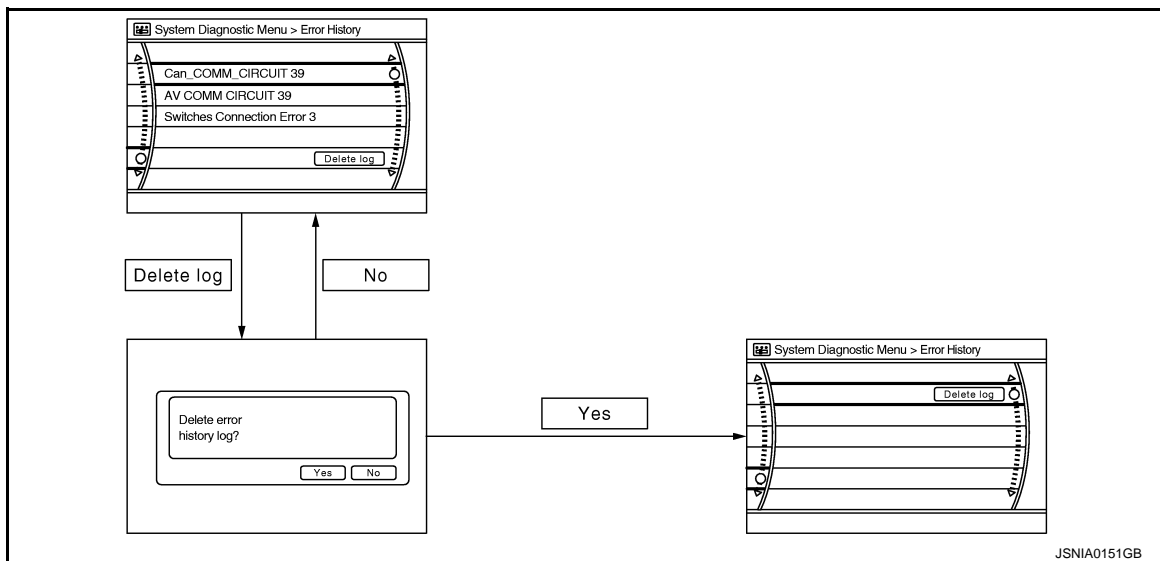 System Diagnostic Menu > Error History
Can_COMM_CIRCUIT 39
AV COMM CIRCUIT 39
Switches Connection Error 3
Delete log
Delete log
No
Delete error
history log?
Yes
No
Yes
System Diagnostic Menu > Error History
Delete log
JSNIA0151GB